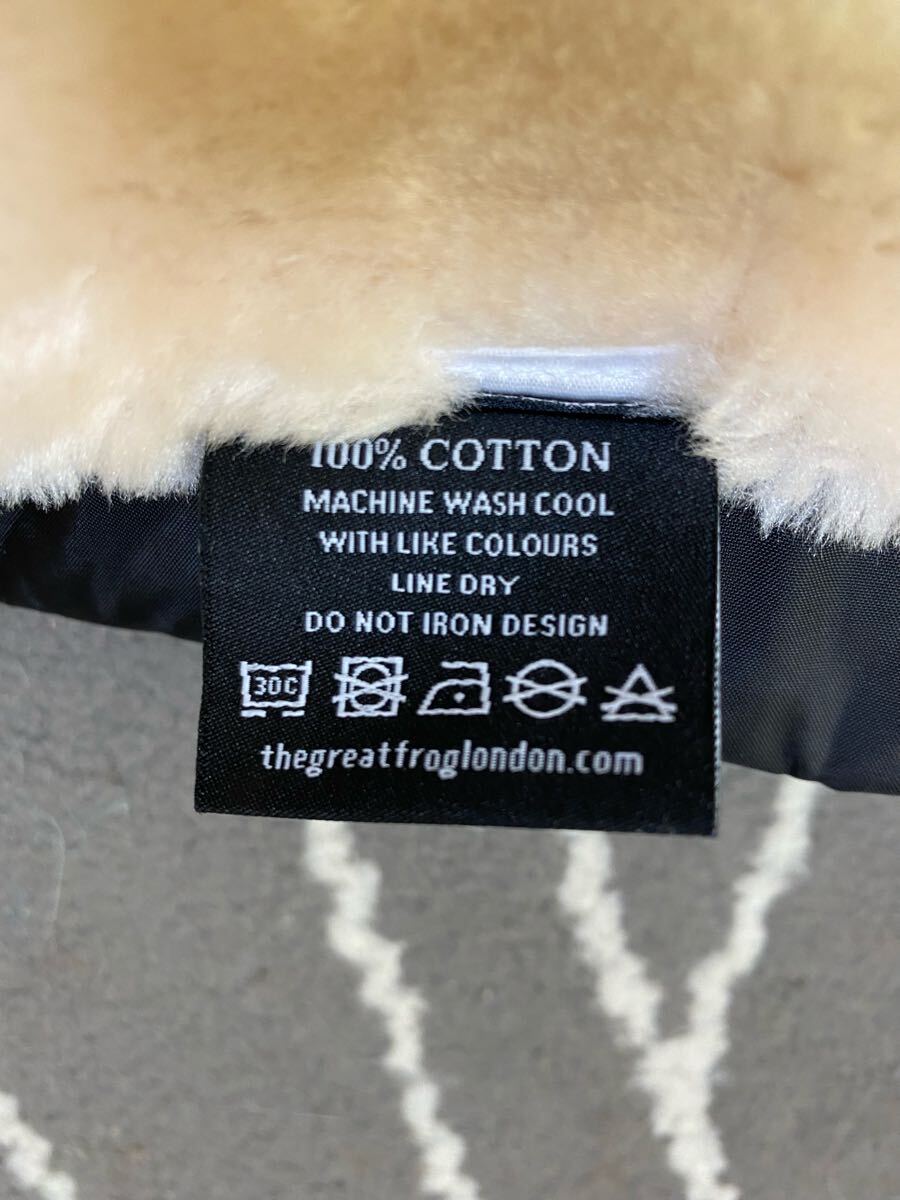 100% COTTON
MACHINE WASH COOL
WITH LIKE COLOURS
LINE DRY
DO NOT IRON DESIGN
30C
thegreatfroglondon.com